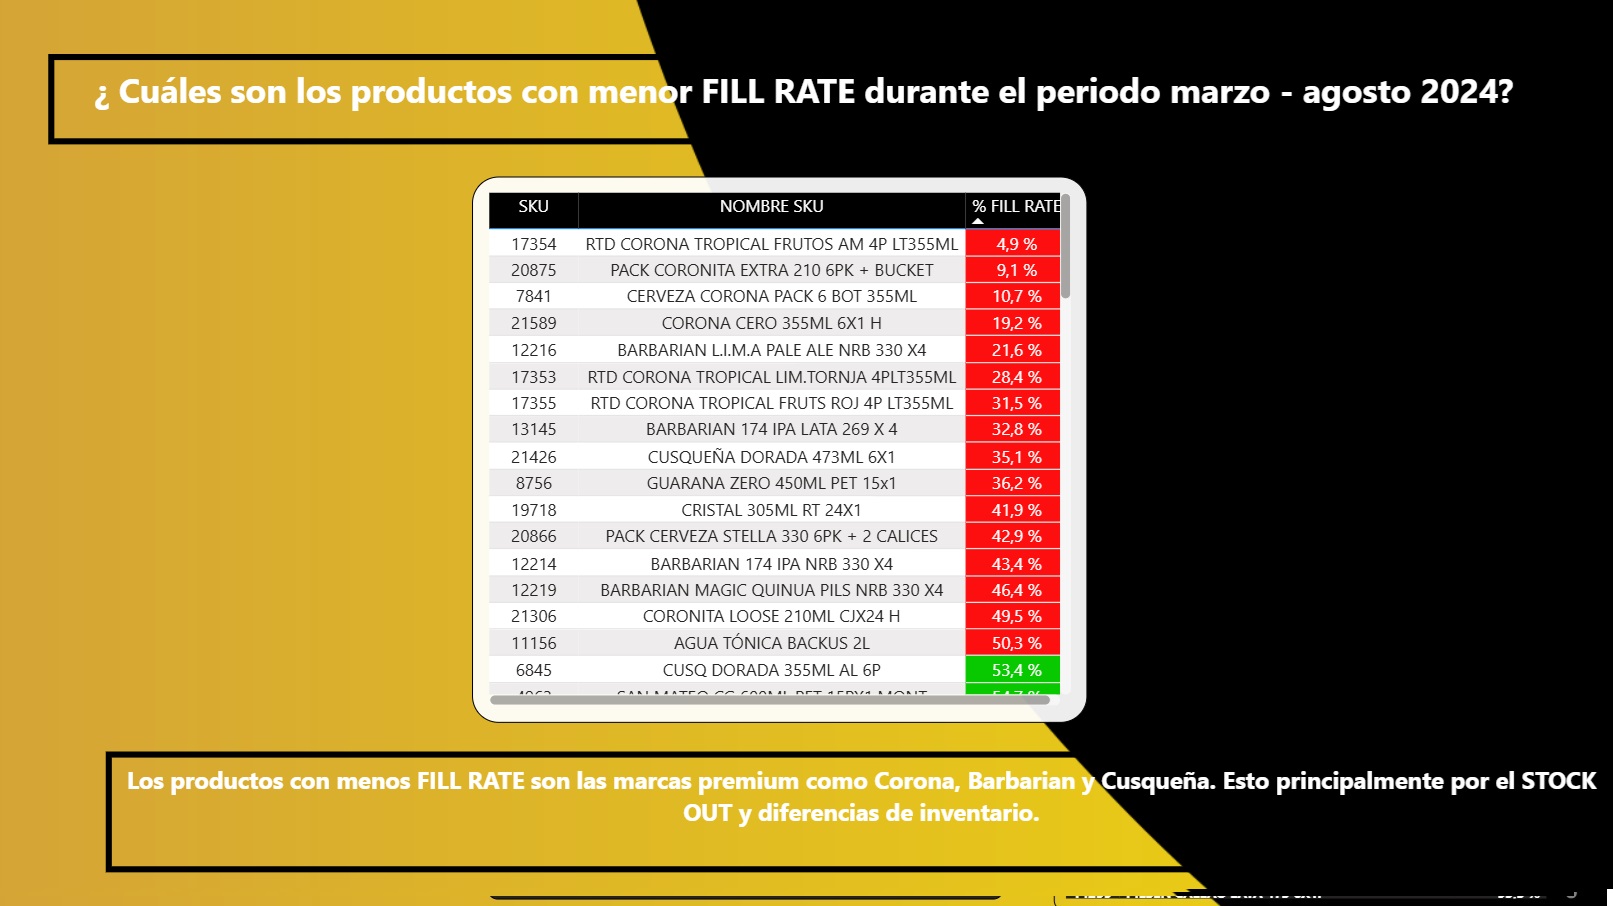 ¿ Cuáles son los productos con menor FILL RATE durante el periodo marzo - agosto 2024?
SKU NOMBRE SKU % FILL RATE
17354 RTD CORONA TROPICAL FRUTOS AM 4P LT355ML 4,9 %
20875 PACK CORONITA EXTRA 210 6PK + BUCKET 9,1 %
7841 CERVEZA CORONA PACK 6 BOT 355ML 10,7 %
21589 CORONA CERO 355ML 6X1 H 19,2 %
12216 BARBARIAN L.I.M.A PALE ALE NRB 330 X4 21,6 %
17353 RTD CORONA TROPICAL LIM.TORNJA 4PLT355ML 28,4 %
17355 RTD CORONA TROPICAL FRUTS ROJ 4P LT355ML 31,5 %
13145 BARBARIAN 174 IPA LATA 269 X 4 32,8 %
21426 CUSQUEÑA DORADA 473ML 6X1 35,1 %
8756 GUARANA ZERO 450ML PET 15x1 36,2 %
19718 CRISTAL 305ML RT 24X1 41,9 %
20866 PACK CERVEZA STELLA 330 6PK + 2 CALICES 42,9 %
12214 BARBARIAN 174 IPA NRB 330 X4 43,4 %
12219 BARBARIAN MAGIC QUINUA PILS NRB 330 X4 46,4 %
21306 CORONITA LOOSE 210ML CJX24 H 49,5 %
11156 AGUA TÓNICA BACKUS 2L 50,3 %
6845 CUSQ DORADA 355ML AL 6P 53,4 %
SAN MATEO
Los productos con menos FILL RATE son las marcas premium como Corona, Barbarian y Cusqueña. Esto principalmente por el STOCK
OUT y diferencias de inventario.